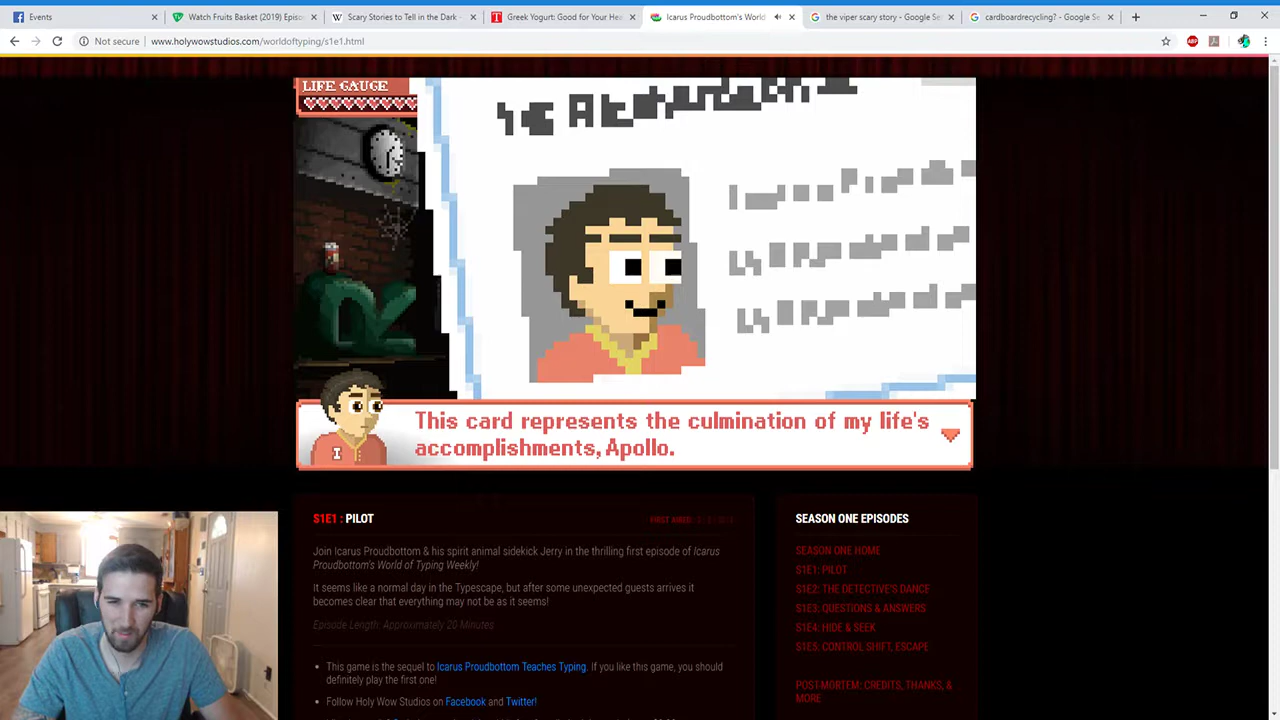 Events
Watch Fruits Basket (2019) Episo
Scary Stories to Tell in the Dark -
Greek Yogurt: Good for Your Hea
Icarus Proudbottom's World
the viper scary story - Google Se
cardboardrecycling? - Google Se
Not secure
www.holywowstudios.com/worldoftyping/s1e1.html
LIFE GAUGE
This card represents the culmination of my life's
accomplishments, Apollo.
S1E1 : PILOT
FIRST AIRED:
Join Icarus Proudbottom & his spirit animal sidekick Jerry in the thrilling first episode of Icarus
Proudbottom's World of Typing Weekly!
It seems like a normal day in the Typescape, but after some unexpected guests arrives it
becomes clear that everything may not be as it seems!
Episode Length: Approximately 20 Minutes
This game is the sequel to Icarus Proudbottom Teaches Typing. If you like this game, you should
definitely play the first one!
Follow Holy Wow Studios on Facebook and Twitter!
SEASON ONE EPISODES
SEASON ONE HOME
S1E1: PILOT
S1E2: THE DETECTIVE'S DANCE
S1E3: QUESTIONS & ANSWERS
S1E4: HIDE & SEEK
S1E5: CONTROL, SHIFT, ESCAPE
POST-MORTEM: CREDITS, THANKS, &
MORE